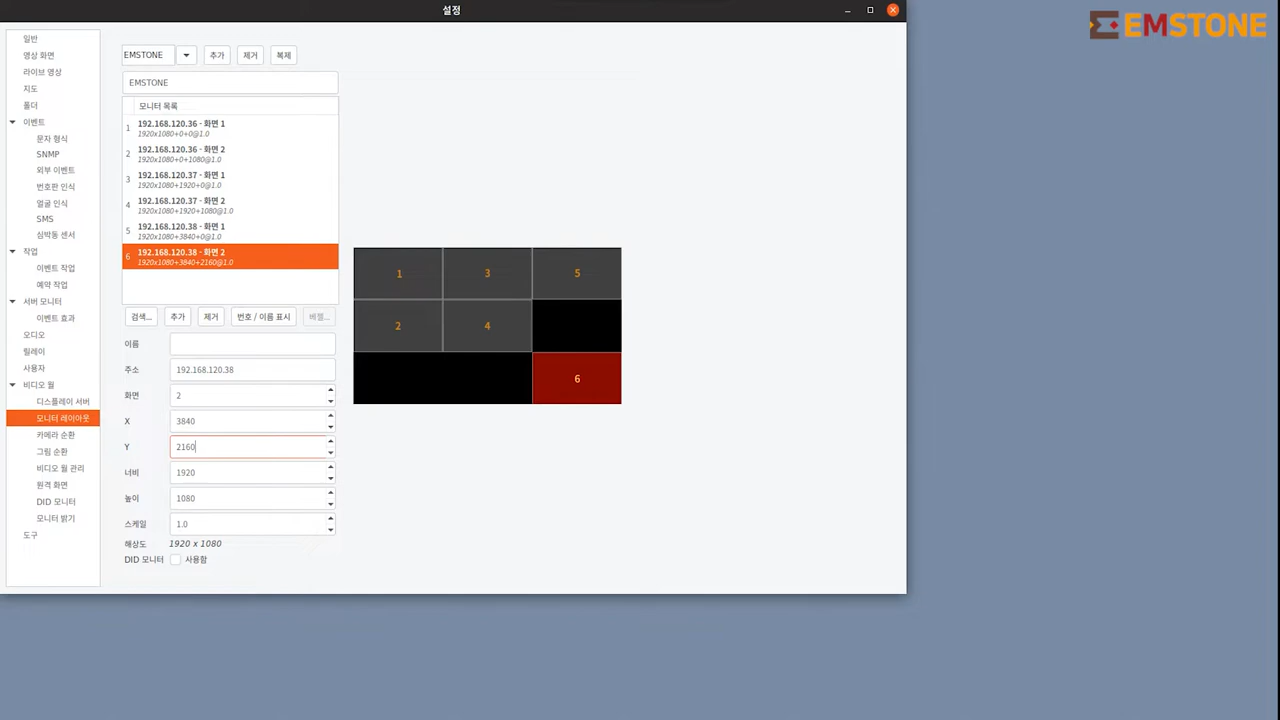 설정
EMSTONE
일반
영상 화면
라이브 영상
지도
폴더
이벤트
문자 형식
SNMP
외부 이벤트
번호판 인식
얼굴 인식
SMS
심박동 센서
작업
이벤트 작업
예약 작업
서버 모니터
이벤트 효과
오디오
릴레이
사용자
비디오 월
디스플레이 서버
모니터 레이아웃
카메라 순환
그림 순환
비디오 월 관리
원격 화면
DID 모니터
모니터 밝기
도구
EMSTONE 추가 제거 복제
EMSTONE
모니터 목록
1 192.168.120.36 - 화면 1
1920x1080+0+0@1.0
2 192.168.120.36 - 화면 2
1920x1080+0+1080@1.0
3 192.168.120.37 - 화면 1
1920x1080+1920+0@1.0
4 192.168.120.37 - 화면 2
1920x1080+1920+1080@1.0
5 192.168.120.38 - 화면 1
1920x1080+3840+0@1.0
6 192.168.120.38 - 화면 2
1920x1080+3840+2160@1.0
검색... 추가 제거 번호 / 이름 표시 베젤...
이름
주소 192.168.120.38
화면 2
X 3840
Y 2160
너비 1920
높이 1080
스케일 1.0
해상도 1920 x 1080
DID 모니터 사용함
1 3 5
2 4
6